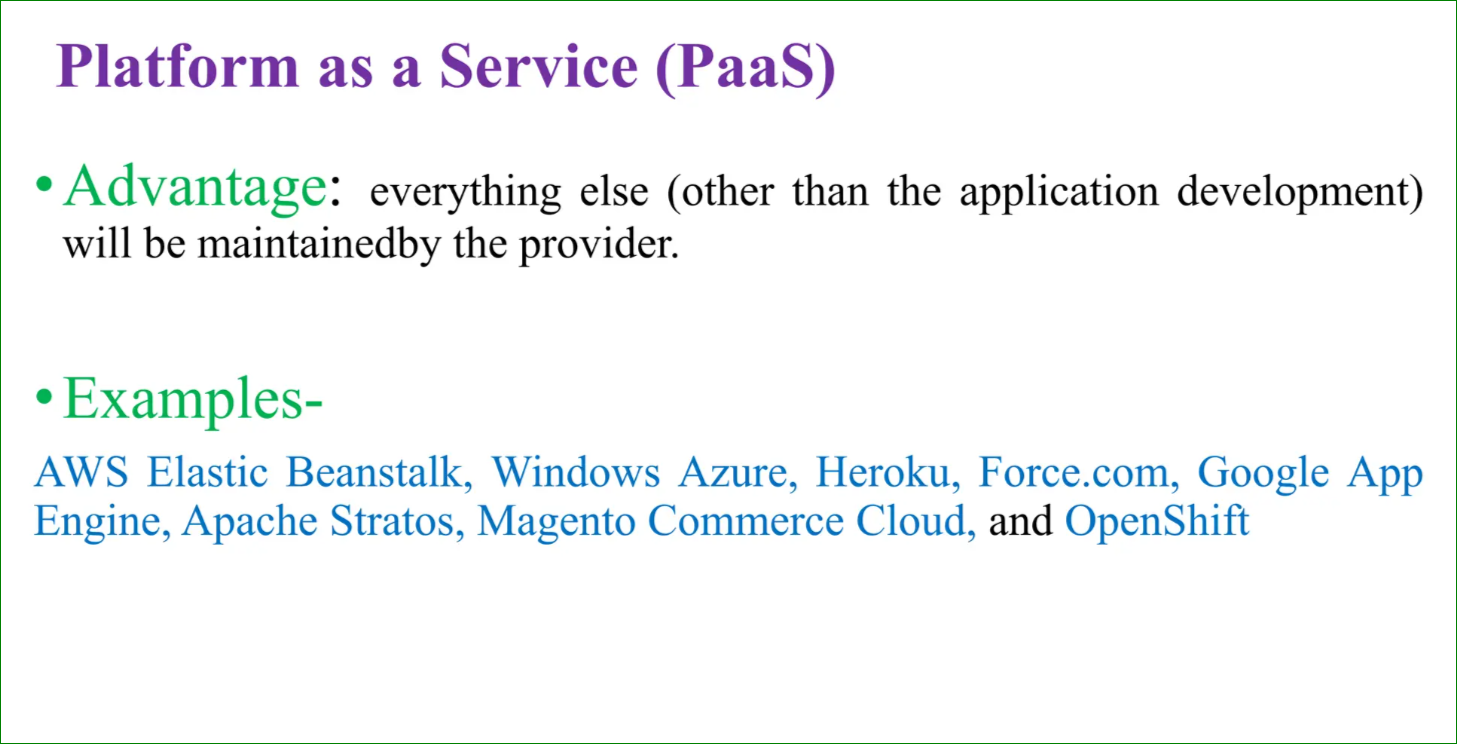 Platform as a Service (PaaS)
• Advantage: everything else (other than the application development)
will be maintainedby the provider.
• Examples-
AWS Elastic Beanstalk, Windows Azure, Heroku, Force.com, Google App
Engine, Apache Stratos, Magento Commerce Cloud, and OpenShift